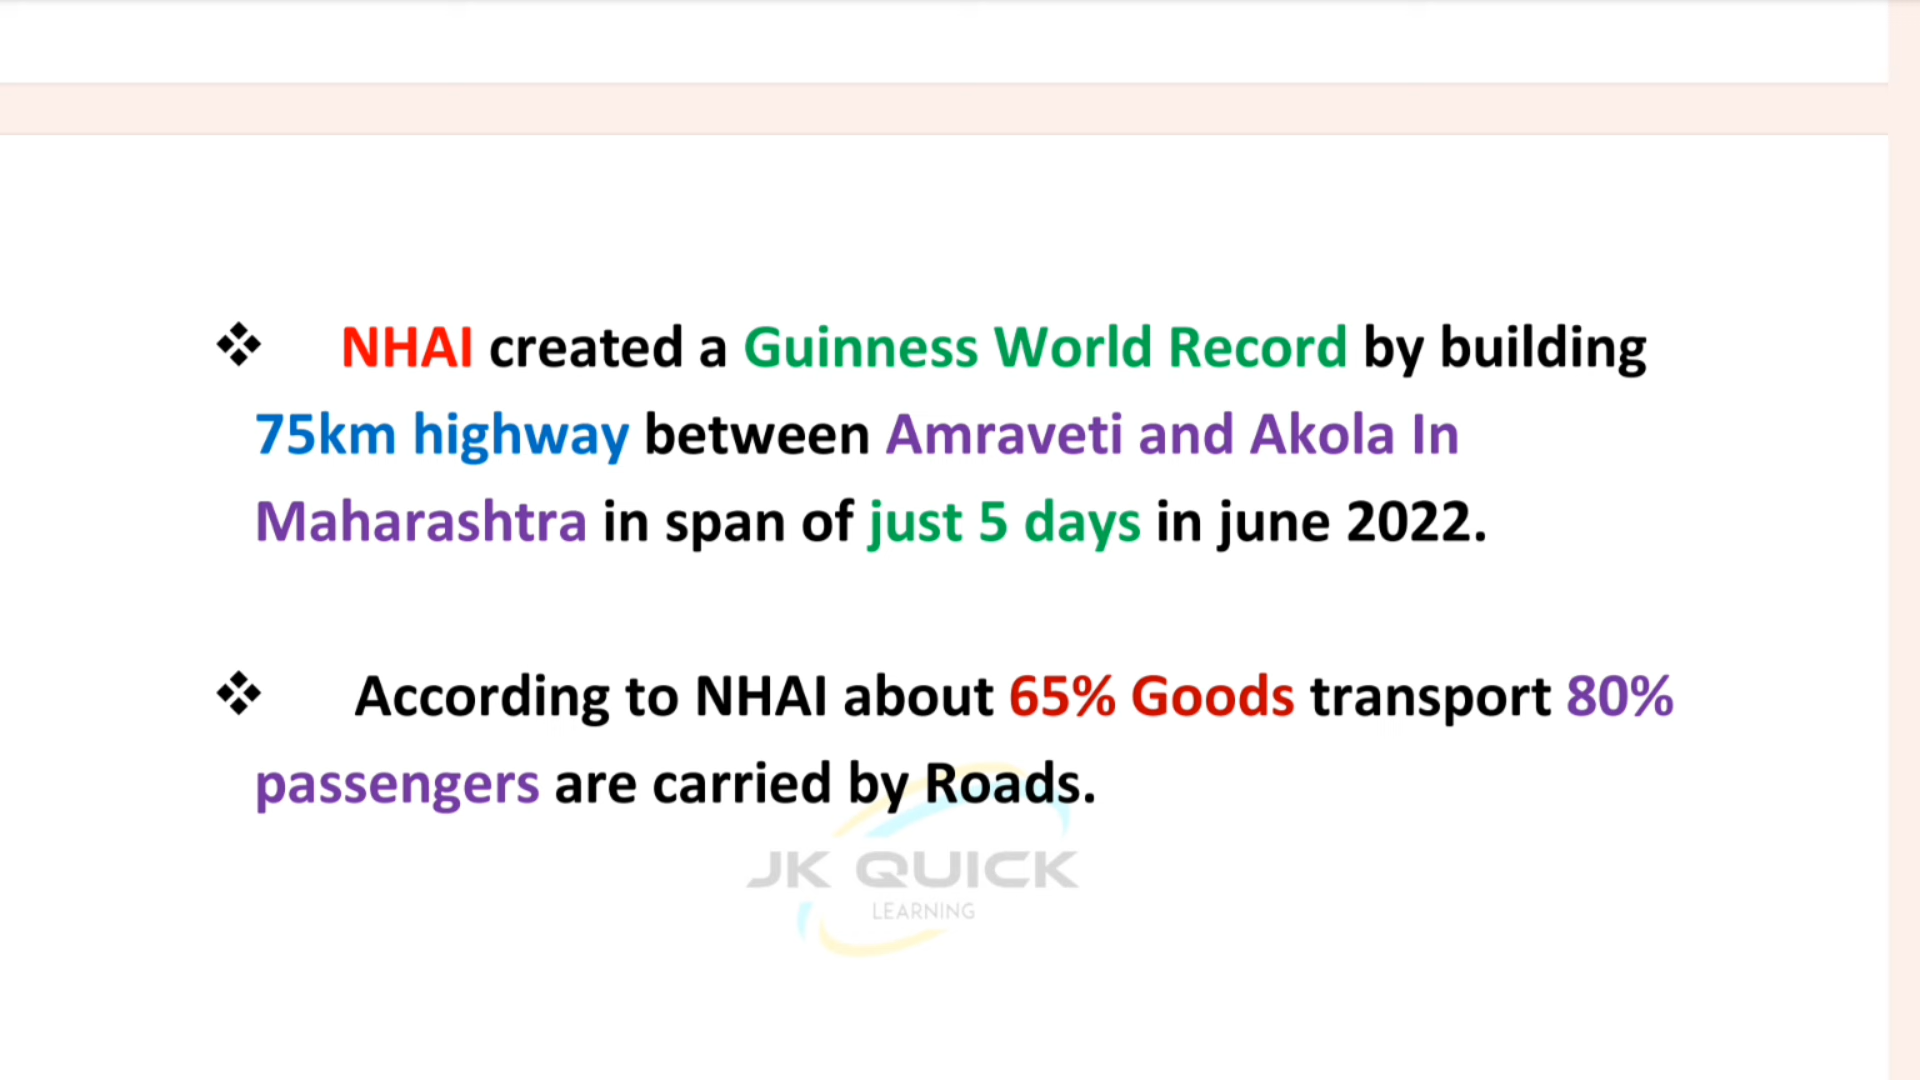 ❖ NHAI created a Guinness World Record by building
75km highway between Amraveti and Akola In
Maharashtra in span of just 5 days in june 2022.
❖ According to NHAI about 65% Goods transport 80%
passengers are carried by Roads.
JK QUICK
LEARNING